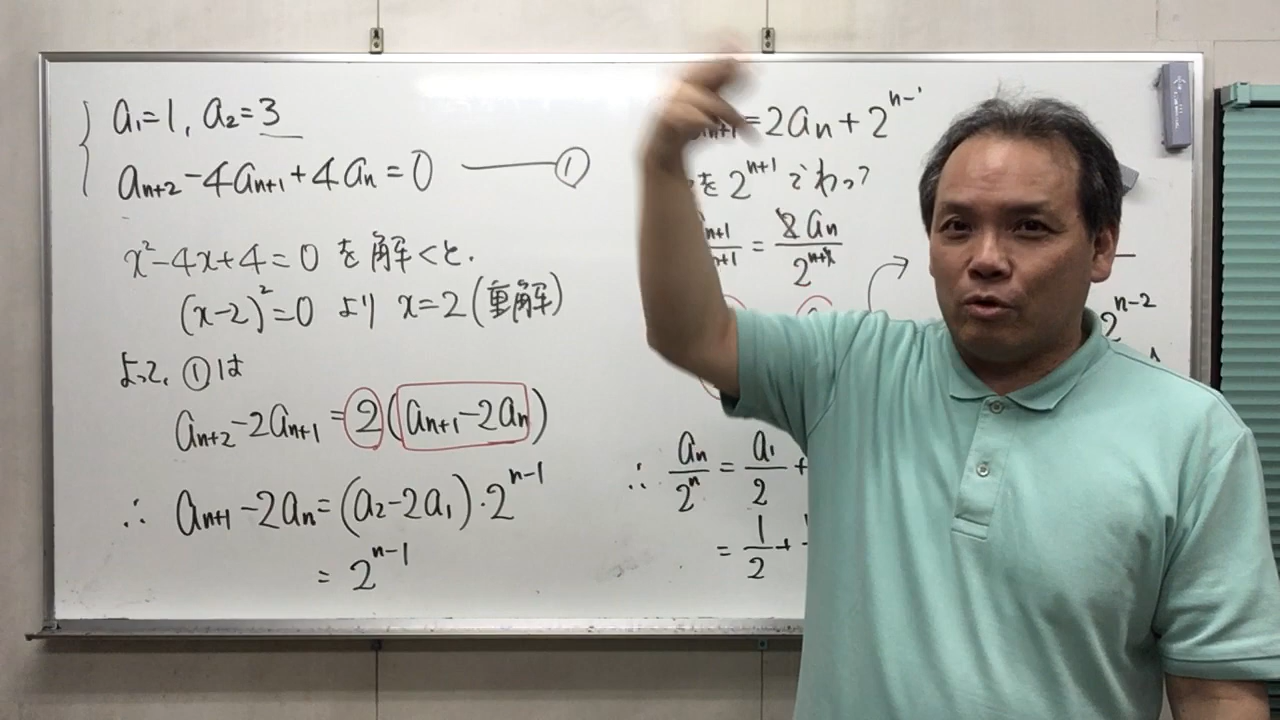 a₁=1, a₂=3
aₙ₊₂-4aₙ₊₁+4aₙ=0 ①
x²-4x+4=0 を解くと.
(x-2)²=0 より x=2(重解)
よって, ①は
aₙ₊₂-2aₙ₊₁=2(aₙ₊₁-2aₙ)
∴ aₙ₊₁-2aₙ=(a₂-2a₁)・2ⁿ⁻¹
=2ⁿ⁻¹
ₙ₊₁=2aₙ+2ⁿ⁻¹
を 2ⁿ⁺¹ でわって
ₙ₊₁/ⁿ⁺¹ = 2aₙ/2ⁿ⁺¹
2ⁿ⁻²
∴ aₙ/2ⁿ = a₁/2 +
= 1/2 +